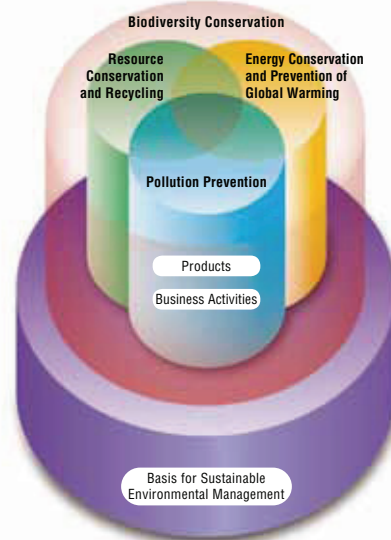 Biodiversity Conservation
Resource
Conservation
and Recycling
Energy Conservation
and Prevention of
Global Warming
Pollution Prevention
Products
Business Activities
Basis for Sustainable
Environmental Management